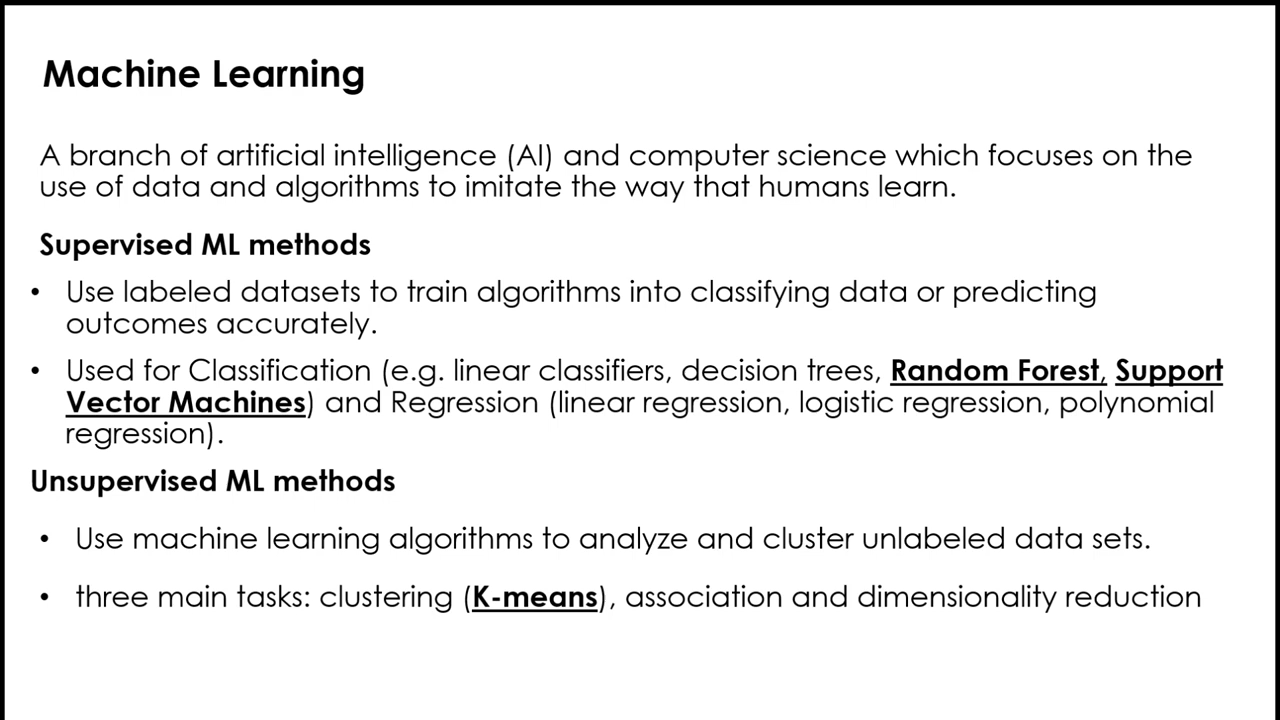 Machine Learning
A branch of artificial intelligence (AI) and computer science which focuses on the
use of data and algorithms to imitate the way that humans learn.
Supervised ML methods
• Use labeled datasets to train algorithms into classifying data or predicting
outcomes accurately.
• Used for Classification (e.g. linear classifiers, decision trees, Random Forest, Support
Vector Machines) and Regression (linear regression, logistic regression, polynomial
regression).
Unsupervised ML methods
• Use machine learning algorithms to analyze and cluster unlabeled data sets.
• three main tasks: clustering (K-means), association and dimensionality reduction